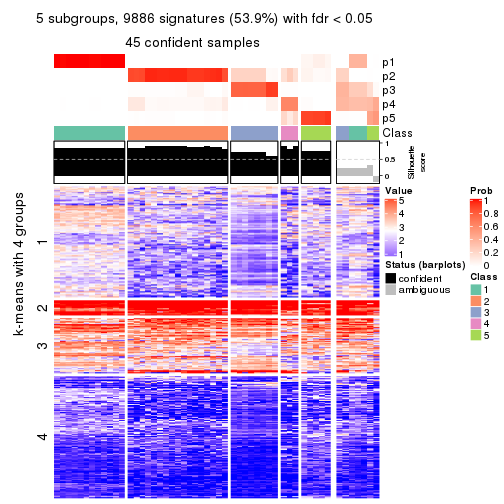 5 subgroups, 9886 signatures (53.9%) with fdr < 0.05
45 confident samples
p1
p2
p3
p4
p5
Class
1
0.5
0
Silhouette
score
k-means with 4 groups
1
2
3
4
Value
5
4
3
2
1
Status (barplots)
confident
ambiguous
Prob
1
0.8
0.6
0.4
0.2
0
Class
1
2
3
4
5